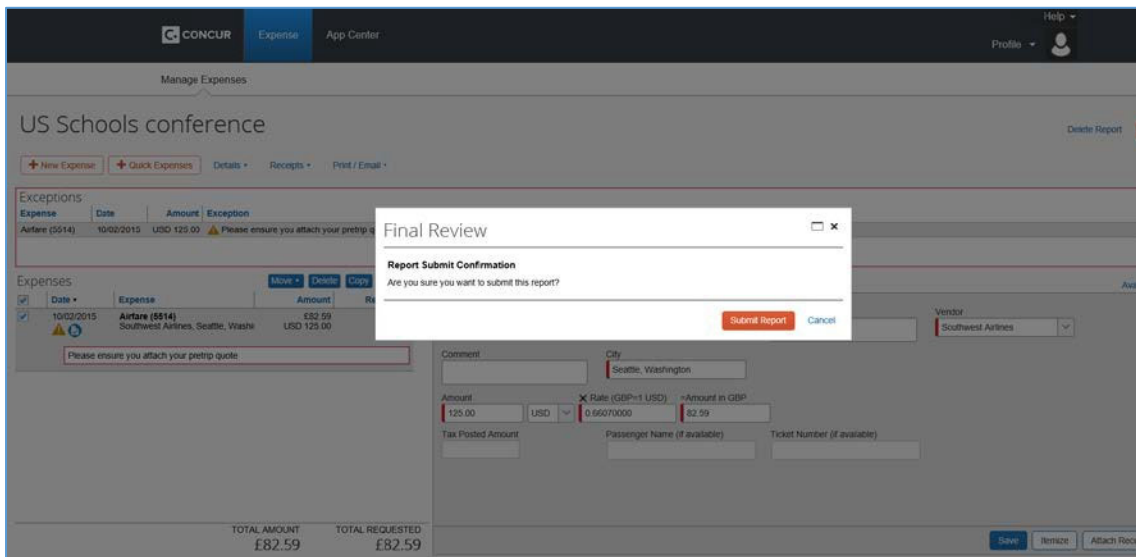 Help
CONCUR Expense App Center
Profile
Manage Expenses
US Schools conference
Delete Report
+ New Expense + Quick Expenses Details Receipts Print / Email
Exceptions
Expense Date Amount Exception
Airfare (5514) 10/02/2015 USD 125.00 Please ensure you attach your pretrip q
Final Review
Report Submit Confirmation
Are you sure you want to submit this report?
Submit Report Cancel
Expenses Move Delete Copy
Date Expense Amount Re
10/02/2015 Airfare (5514) £82.59
Southwest Airlines, Seattle, Washi USD 125.00
Please ensure you attach your pretrip quote
Ava
Vendor
Southwest Airlines
Comment City
Seattle, Washington
Amount Rate (GBP=1 USD) =Amount in GBP
125.00 USD 0.66070000 82.59
Tax Posted Amount Passenger Name (if available) Ticket Number (if available)
TOTAL AMOUNT TOTAL REQUESTED
£82.59 £82.59
Save Itemize Attach Rece